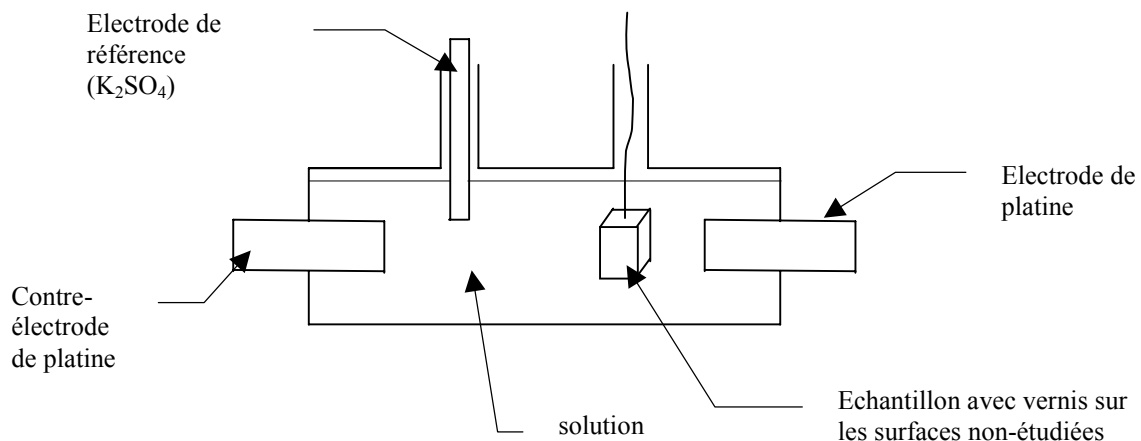 Electrode de
référence
(K₂SO₄)
Electrode de
platine
Contre-
électrode
de platine
solution
Echantillon avec vernis sur
les surfaces non-étudiées